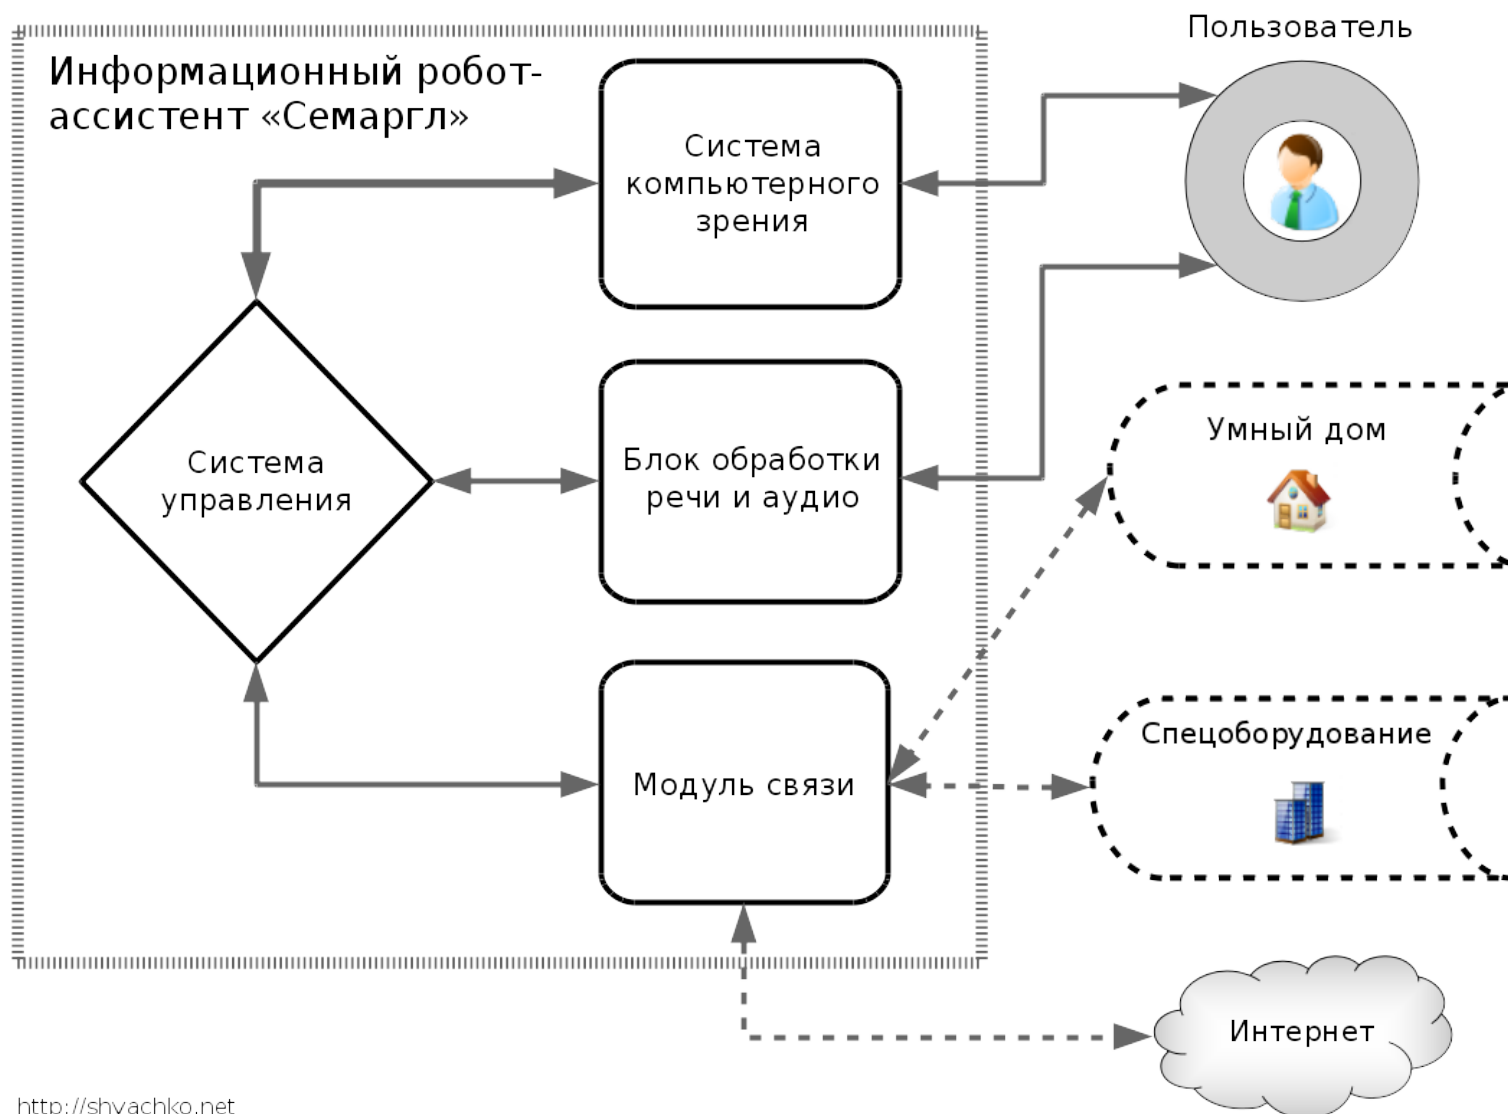 Пользователь
Информационный робот-
ассистент «Семаргл»
Система
компьютерного
зрения
Система
управления
Блок обработки
речи и аудио
Умный дом
Модуль связи
Спецоборудование
Интернет
http://shvachko.net